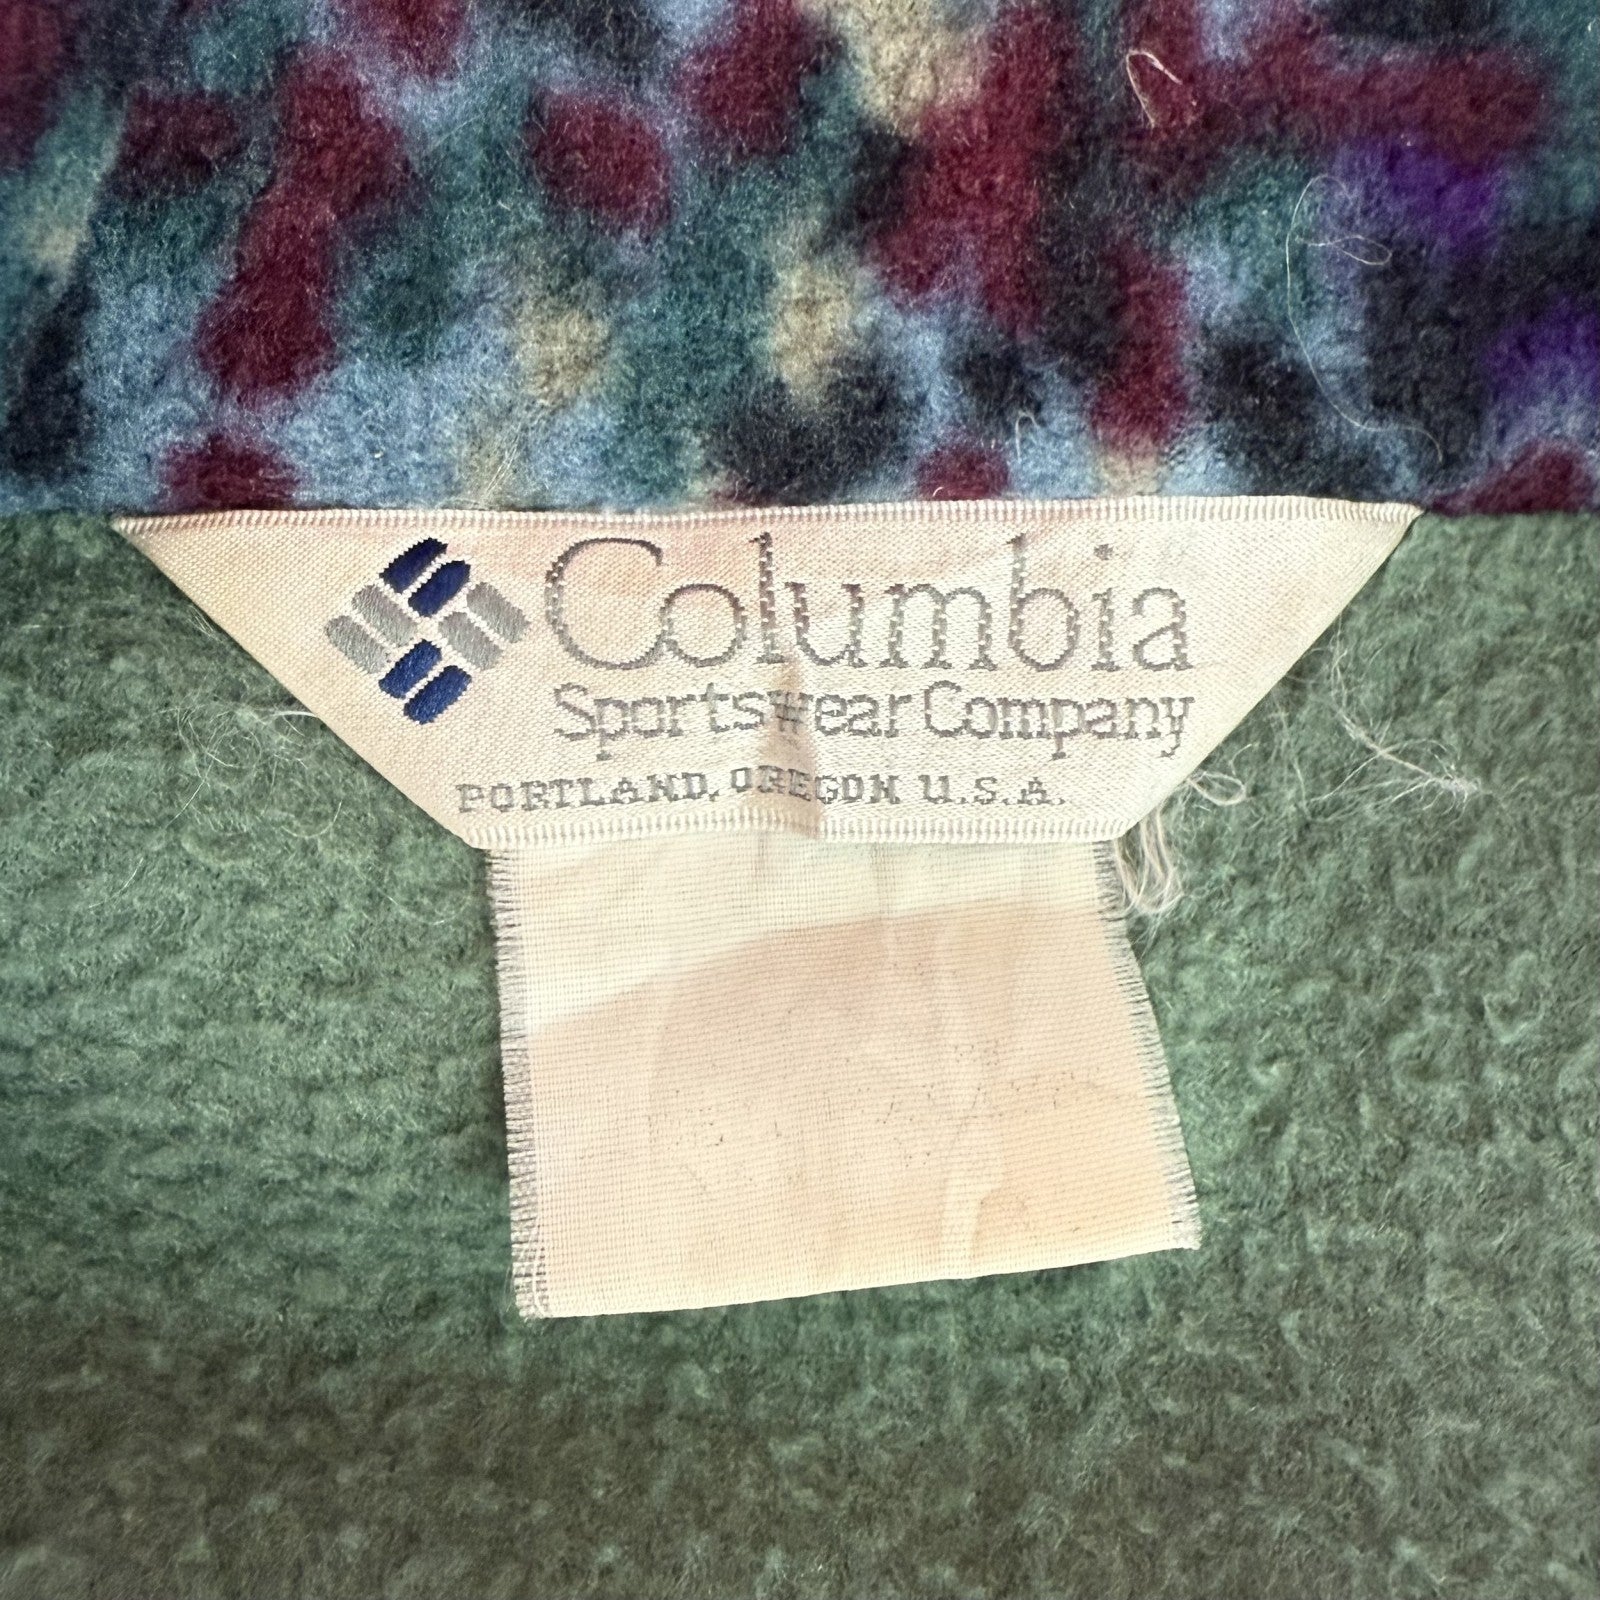 Columbia
Sportswear Company
PORTLAND, OREGON U.S.A.